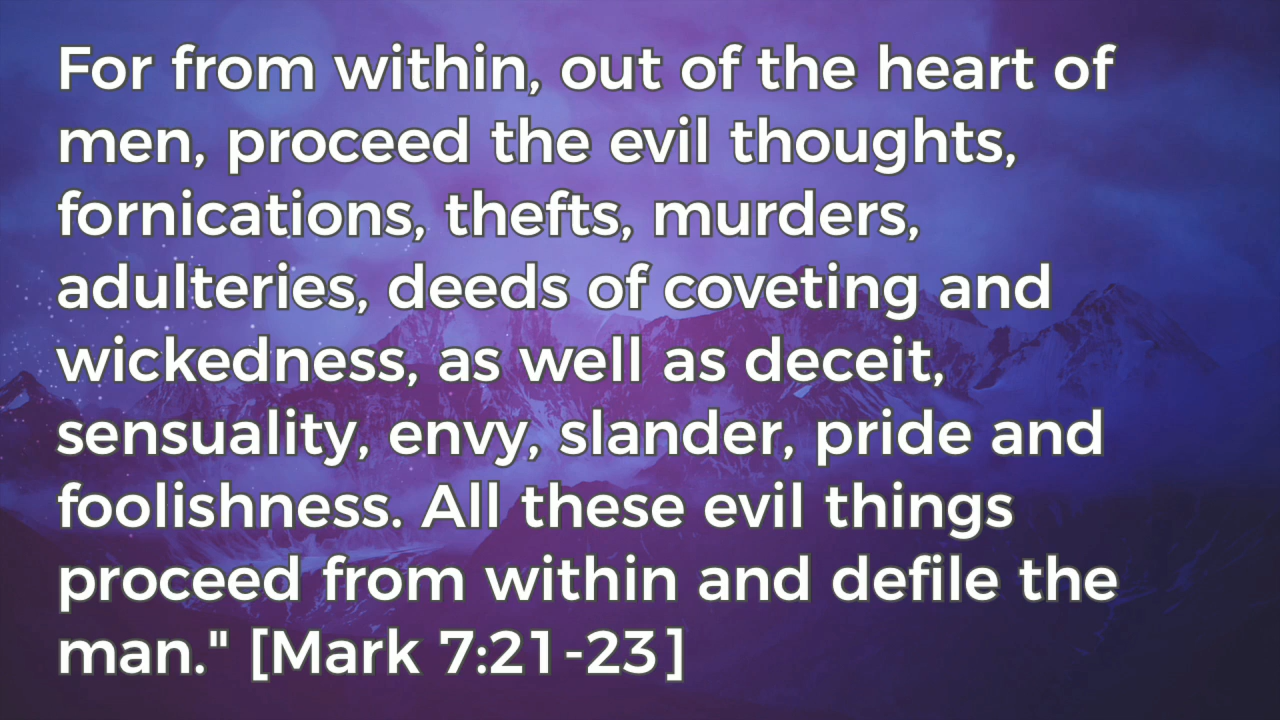 For from within, out of the heart of
men, proceed the evil thoughts,
fornications, thefts, murders,
adulteries, deeds of coveting and
wickedness, as well as deceit,
sensuality, envy, slander, pride and
foolishness. All these evil things
proceed from within and defile the
man." [Mark 7:21-23]